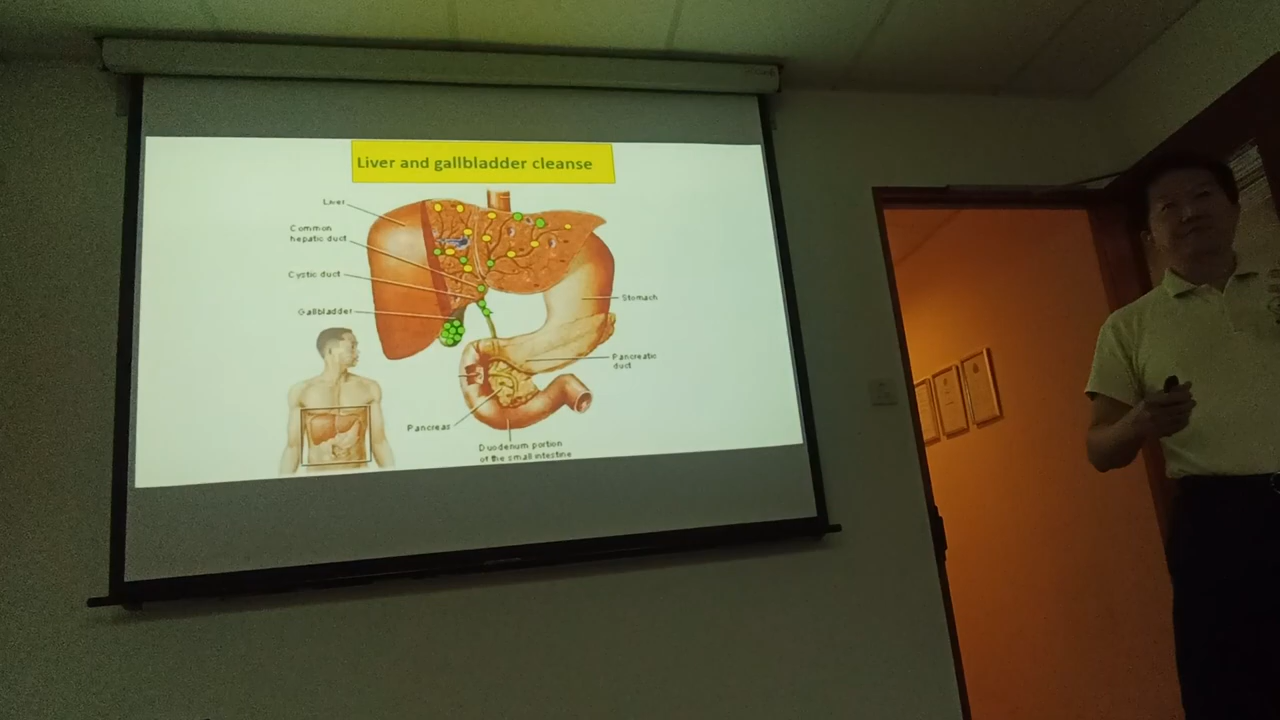 Liver and gallbladder cleanse
Liver
Common
hepatic duct
Cystic duct
Gallbladder
Stomach
Pancreatic
duct
Pancreas
Duodenum portion
of the small intestine